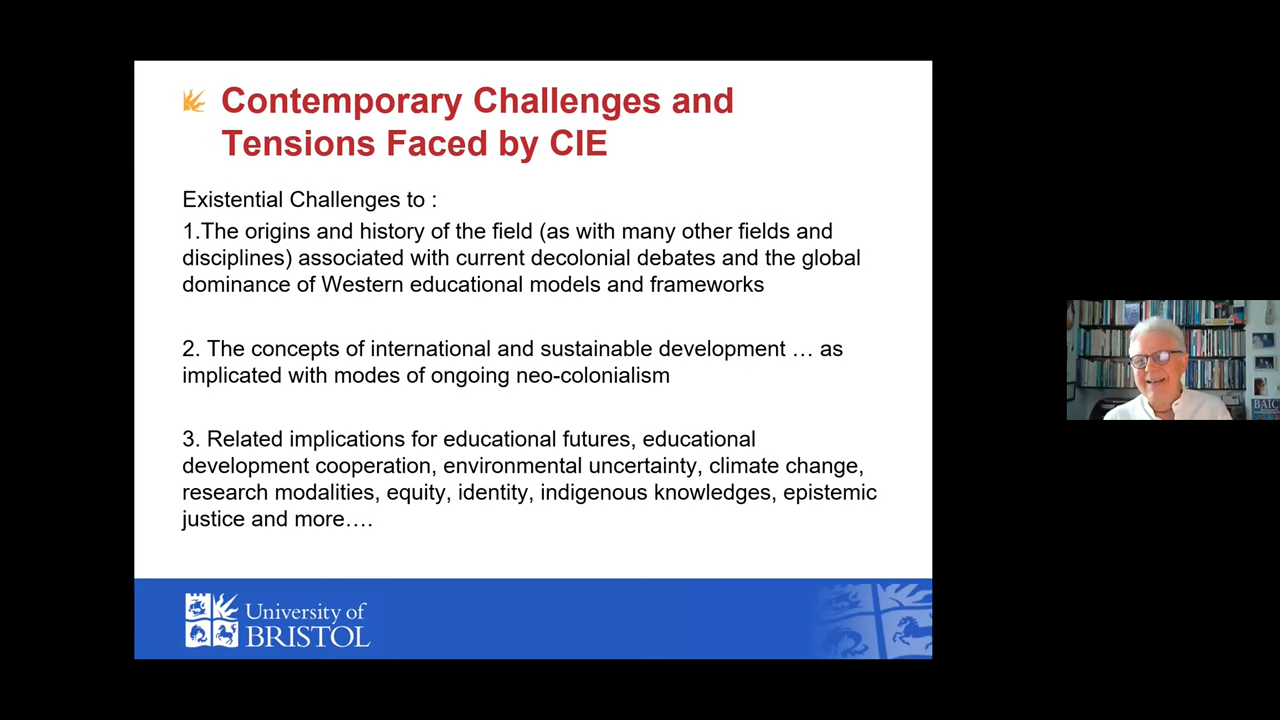 Contemporary Challenges and
Tensions Faced by CIE
Existential Challenges to :
1.The origins and history of the field (as with many other fields and
disciplines) associated with current decolonial debates and the global
dominance of Western educational models and frameworks
2. The concepts of international and sustainable development … as
implicated with modes of ongoing neo-colonialism
3. Related implications for educational futures, educational
development cooperation, environmental uncertainty, climate change,
research modalities, equity, identity, indigenous knowledges, epistemic
justice and more….
University of
BRISTOL